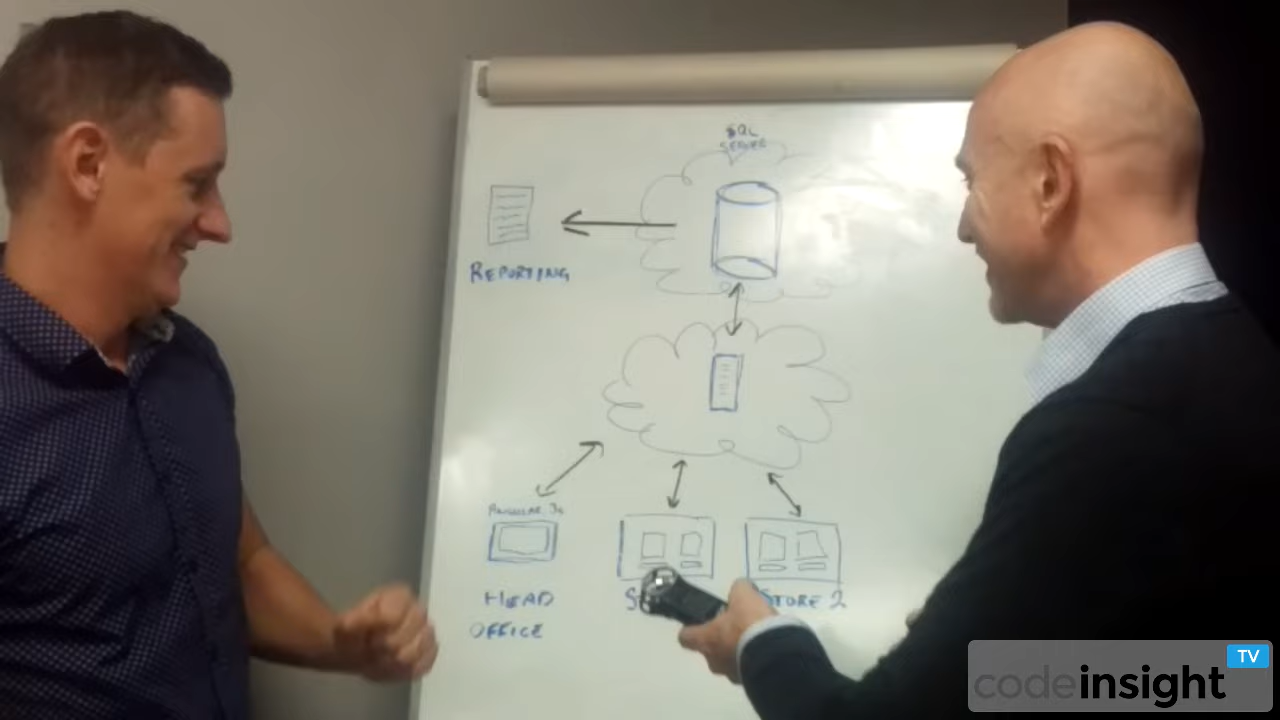 SQL
SERVER
REPORTING
ANGULAR JS
HEAD
OFFICE
STORE 2
TV
codeinsight